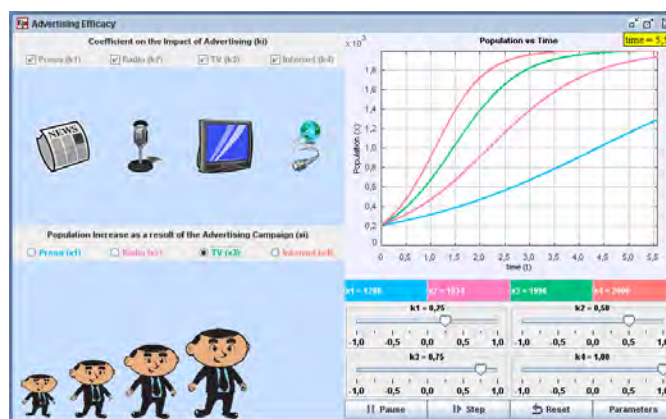 Advertising Efficacy
Coefficient on the Impact of Advertising (ki)
Prensa (k1) Radio (k2) TV (k3) Internet (k4)
NEWS
Population Increase as a result of the Advertising Campaign (xi)
Prensa (x1) Radio (x2) TV (x3) Internet (x4)
Population vs Time
time = 5,5
x 10³
Population (x)
1,8
1,6
1,4
1,2
1,0
0,8
0,6
0,4
0,2
0
0,0 0,5 1,0 1,5 2,0 2,5 3,0 3,5 4,0 4,5 5,0 5,5
time (t)
x1 = 1286 x2 = 1934 x3 = 1996 x4 = 2000
k1 = 0,25 k2 = 0,50
-1,0 -0,5 0,0 0,5 1,0 -1,0 -0,5 0,0 0,5 1,0
k3 = 0,75 k4 = 1,00
-1,0 -0,5 0,0 0,5 1,0 -1,0 -0,5 0,0 0,5 1,0
Pause Step Reset Parameters